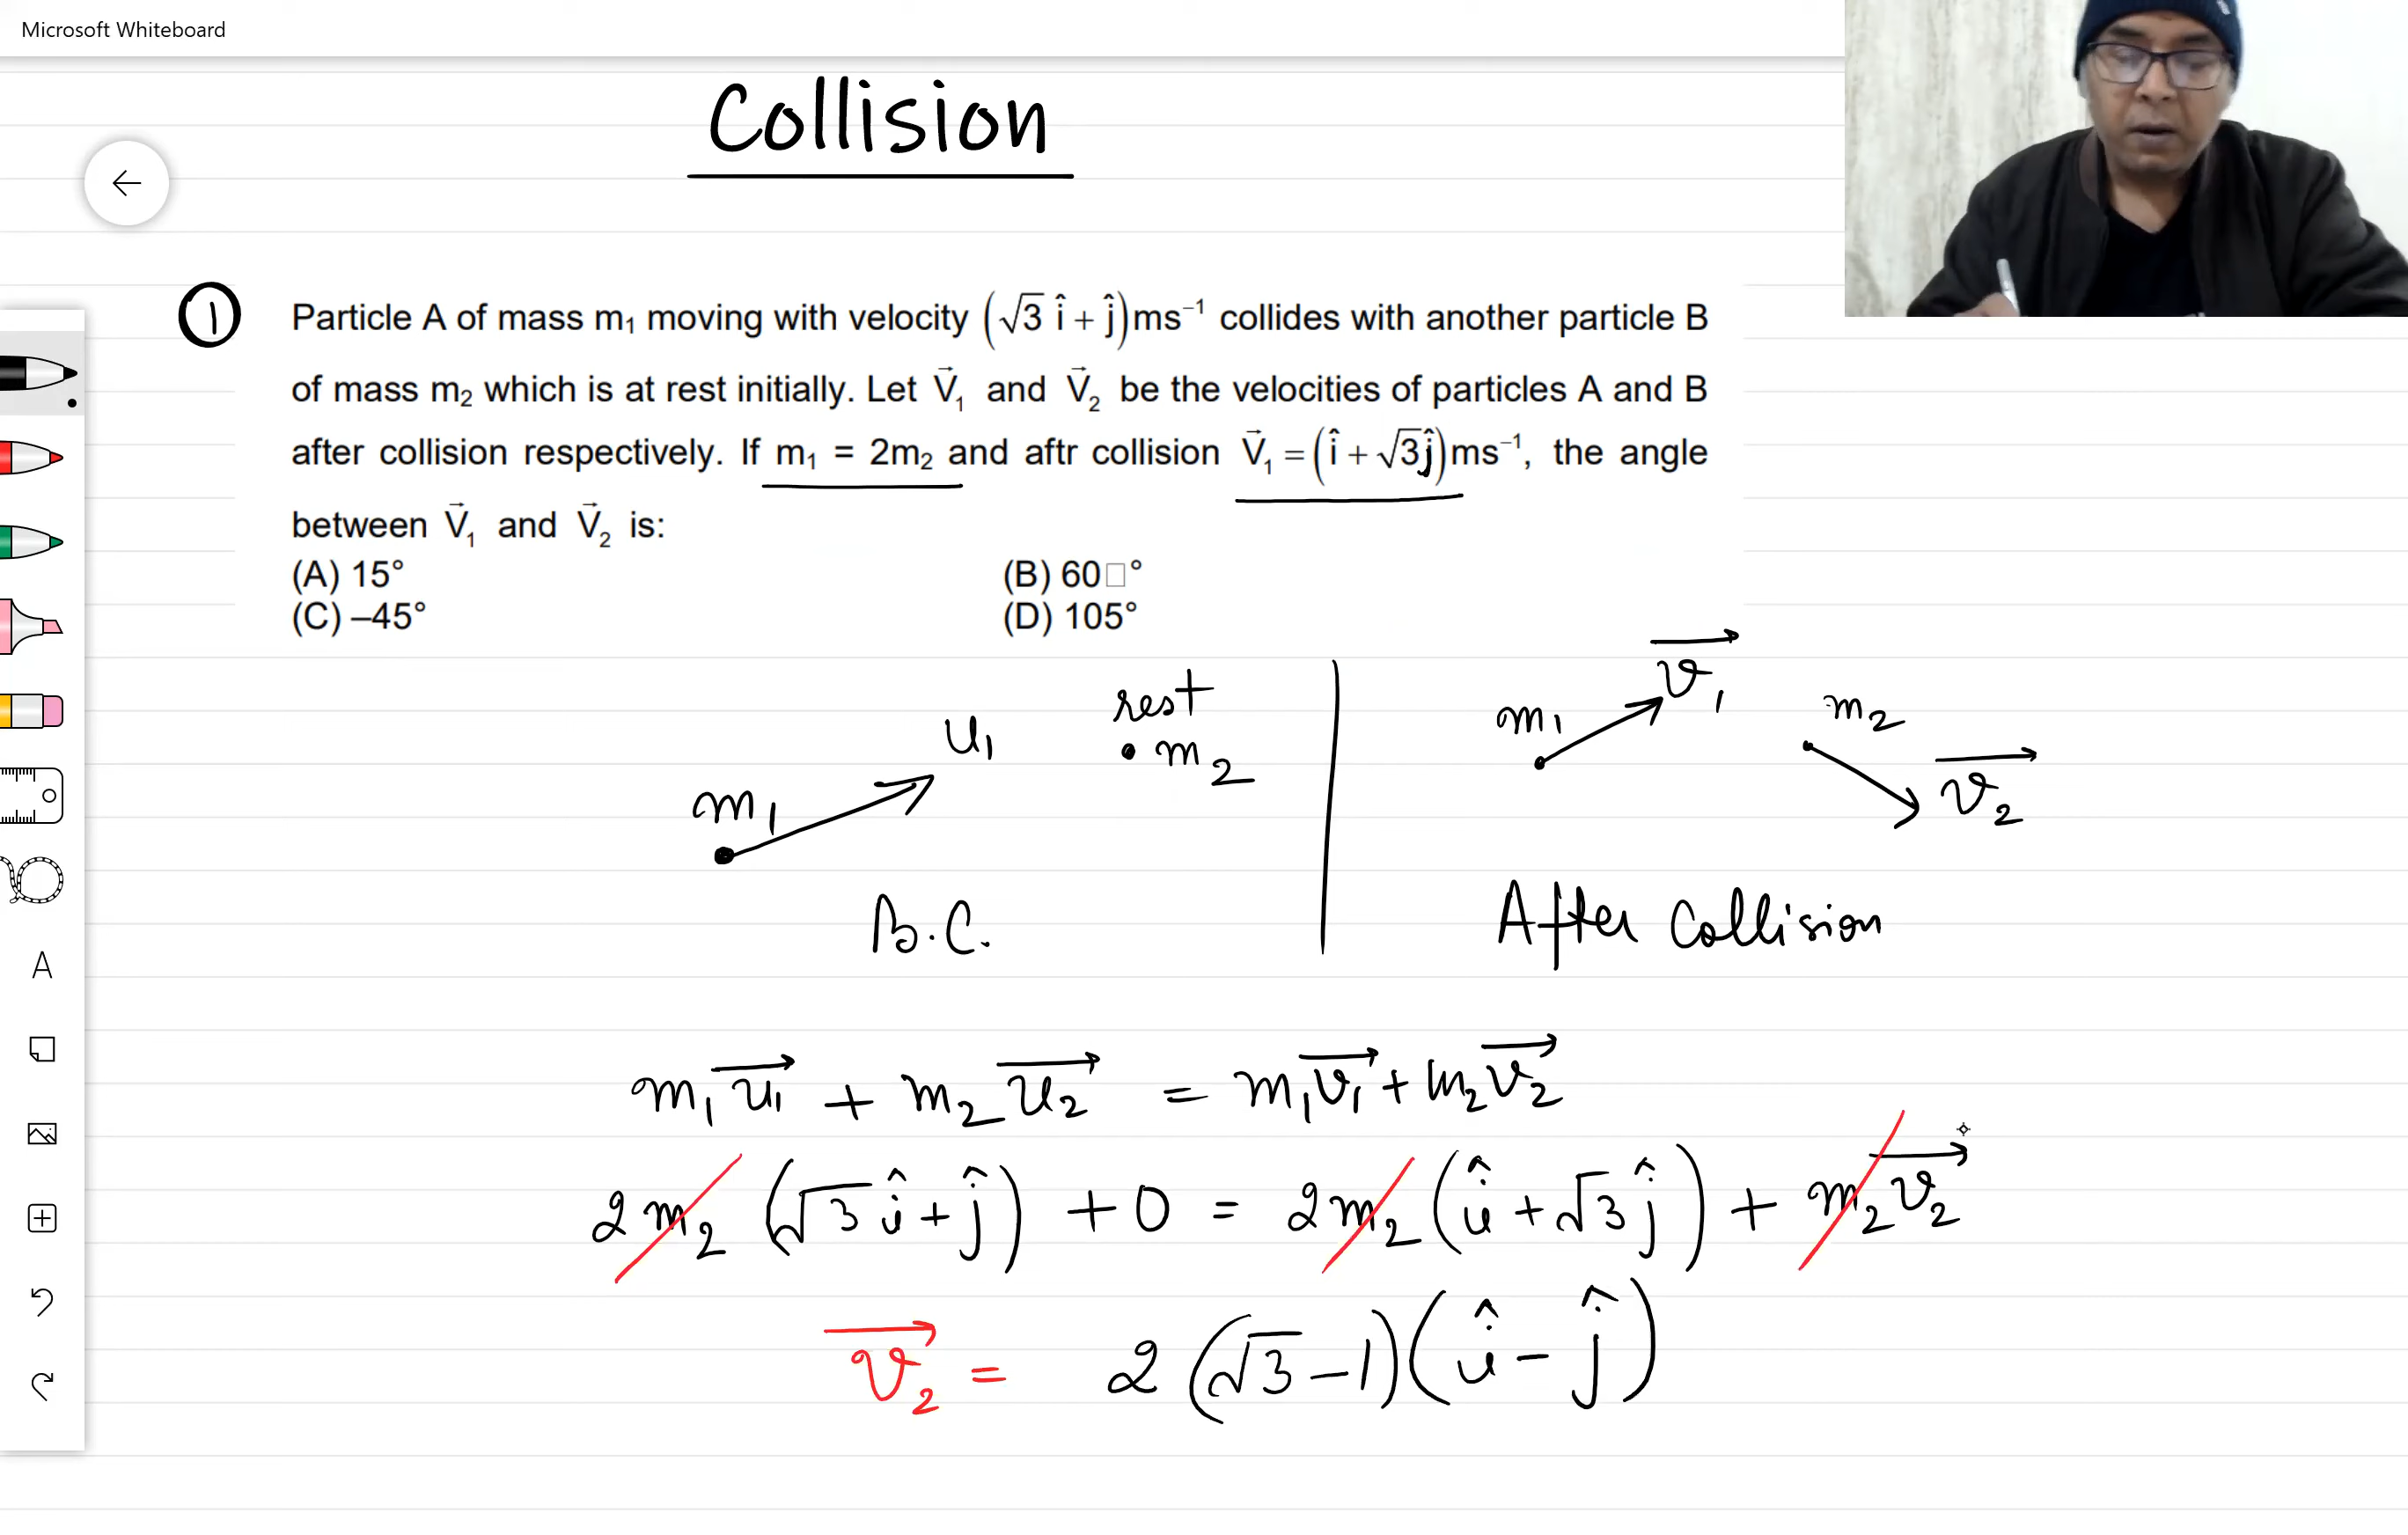 Microsoft Whiteboard
Collision
① Particle A of mass m₁ moving with velocity (√3 î + ĵ)ms⁻¹ collides with another particle B
of mass m₂ which is at rest initially. Let V⃗₁ and V⃗₂ be the velocities of particles A and B
after collision respectively. If m₁ = 2m₂ and aftr collision V⃗₁ = (î + √3ĵ)ms⁻¹, the angle
between V⃗₁ and V⃗₂ is:
(A) 15° (B) 60□°
(C) –45° (D) 105°
m₁ u₁ rest m₂
m₁ v⃗₁ m₂ v⃗₂
B.C. After Collision
m₁u⃗₁ + m₂u⃗₂ = m₁v⃗₁ + m₂v⃗₂
2m₂ (√3 î + ĵ) + 0 = 2m₂ (î + √3 ĵ) + m₂v⃗₂
v⃗₂ = 2(√3 – 1)(î – ĵ)
A